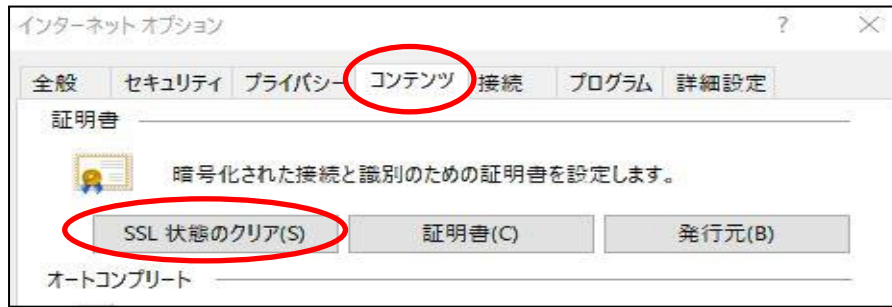 インターネット オプション ? ×
全般 セキュリティ プライバシー コンテンツ 接続 プログラム 詳細設定
証明書
暗号化された接続と識別のための証明書を設定します。
SSL 状態のクリア(S) 証明書(C) 発行元(B)
オートコンプリート